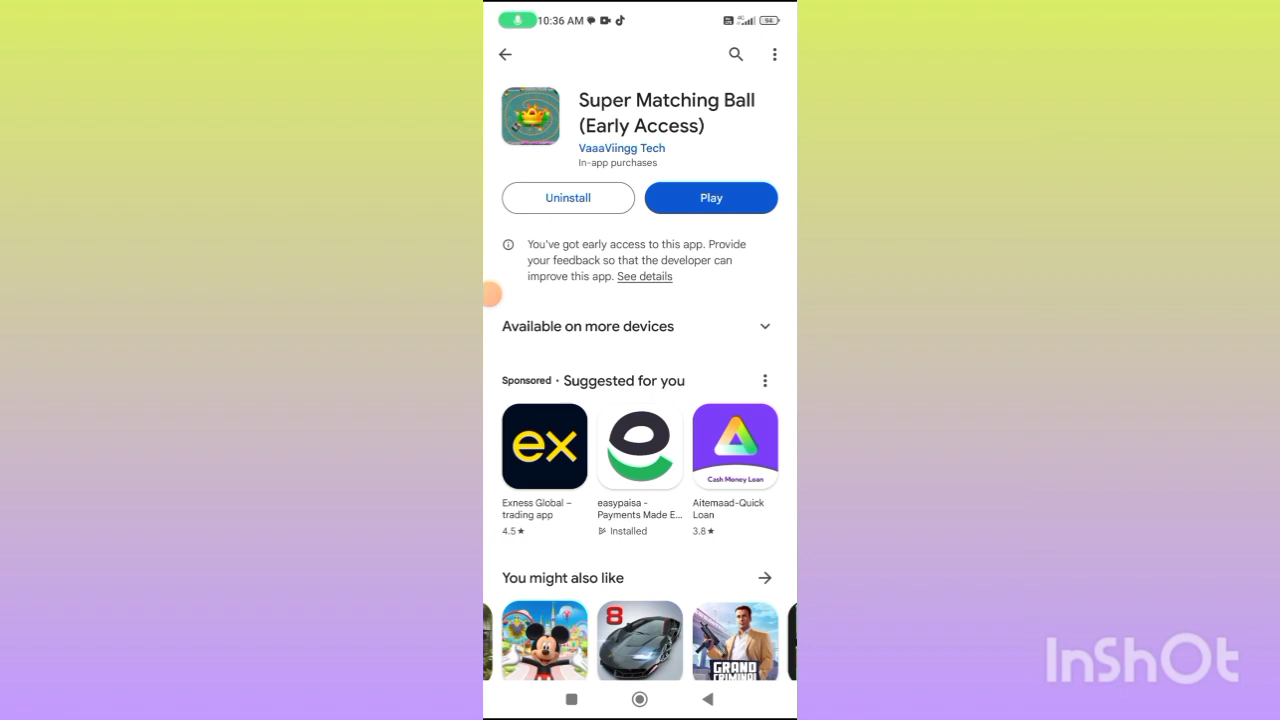 10:36 AM
94
Super Matching Ball
(Early Access)
VaaaViingg Tech
In-app purchases
Uninstall
Play
You've got early access to this app. Provide
your feedback so that the developer can
improve this app. See details
Available on more devices
Sponsored • Suggested for you
ex
e
Cash Money Loan
Exness Global –
trading app
4.5★
easypaisa -
Payments Made E...
Installed
Aitemaad-Quick
Loan
3.8★
You might also like
8
GRAND
CRIMINAL
InShOt